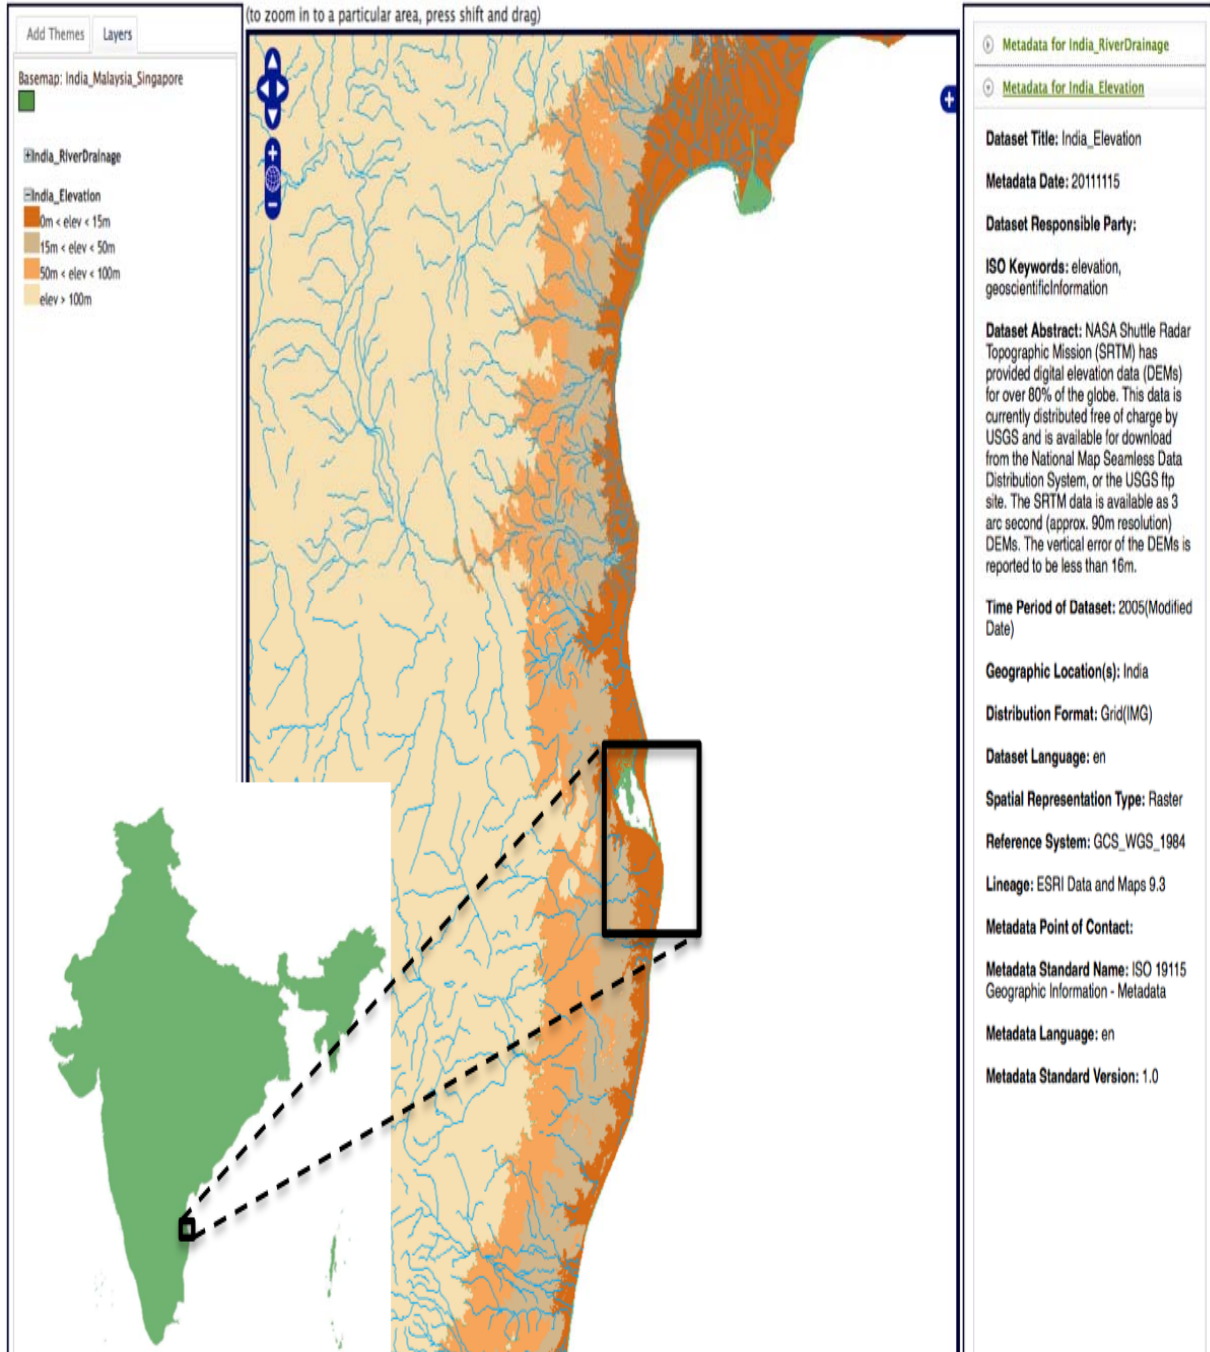 (to zoom in to a particular area, press shift and drag)
Add Themes Layers
Basemap: India_Malaysia_Singapore
India_RiverDrainage
India_Elevation
0m < elev < 15m
15m < elev < 50m
50m < elev < 100m
elev > 100m
Metadata for India_RiverDrainage
Metadata for India_Elevation
Dataset Title: India_Elevation
Metadata Date: 20111115
Dataset Responsible Party:
ISO Keywords: elevation,
geoscientificInformation
Dataset Abstract: NASA Shuttle Radar
Topographic Mission (SRTM) has
provided digital elevation data (DEMs)
for over 80% of the globe. This data is
currently distributed free of charge by
USGS and is available for download
from the National Map Seamless Data
Distribution System, or the USGS ftp
site. The SRTM data is available as 3
arc second (approx. 90m resolution)
DEMs. The vertical error of the DEMs is
reported to be less than 16m.
Time Period of Dataset: 2005(Modified
Date)
Geographic Location(s): India
Distribution Format: Grid(IMG)
Dataset Language: en
Spatial Representation Type: Raster
Reference System: GCS_WGS_1984
Lineage: ESRI Data and Maps 9.3
Metadata Point of Contact:
Metadata Standard Name: ISO 19115
Geographic Information - Metadata
Metadata Language: en
Metadata Standard Version: 1.0